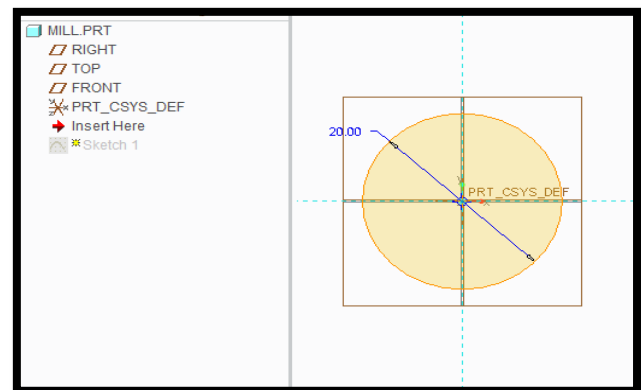 MILL.PRT
RIGHT
TOP
FRONT
PRT_CSYS_DEF
Insert Here
Sketch 1
20.00
Y
PRT_CSYS_DEF
X